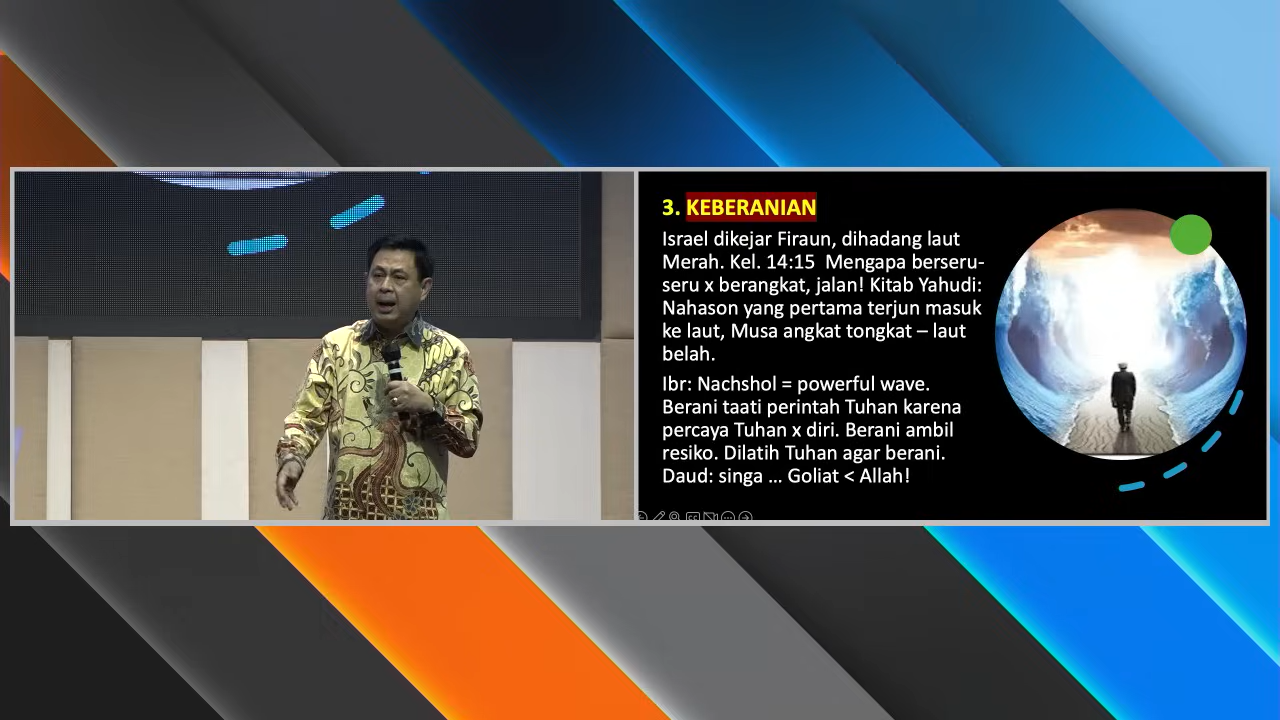 3. KEBERANIAN
Israel dikejar Firaun, dihadang laut
Merah. Kel. 14:15  Mengapa berseru-
seru x berangkat, jalan! Kitab Yahudi:
Nahason yang pertama terjun masuk
ke laut, Musa angkat tongkat – laut
belah.
Ibr: Nachshol = powerful wave.
Berani taati perintah Tuhan karena
percaya Tuhan x diri. Berani ambil
resiko. Dilatih Tuhan agar berani.
Daud: singa ... Goliat < Allah!